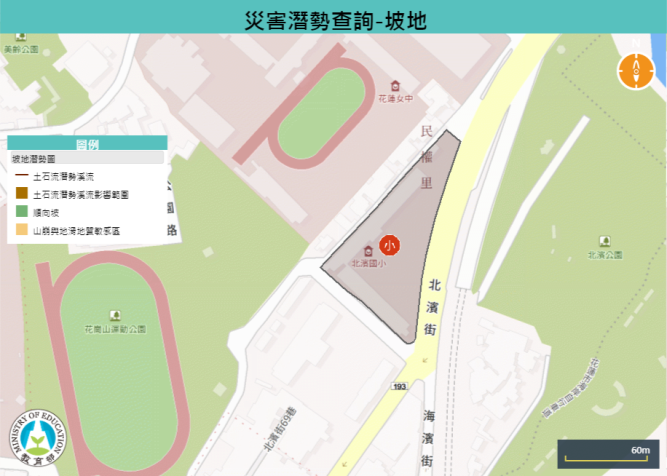 災害潛勢查詢-坡地
美齡公園
花蓮女中
民權里
圖例
坡地潛勢圖
土石流潛勢溪流
土石流潛勢溪流影響範圍
順向坡
山崩與地滑地質敏感區
路
小
北濱國小
北濱公園
北濱街
花崗山運動公園
193
海濱街
北濱街69巷
MINISTRY OF EDUCATION
教育部
60m